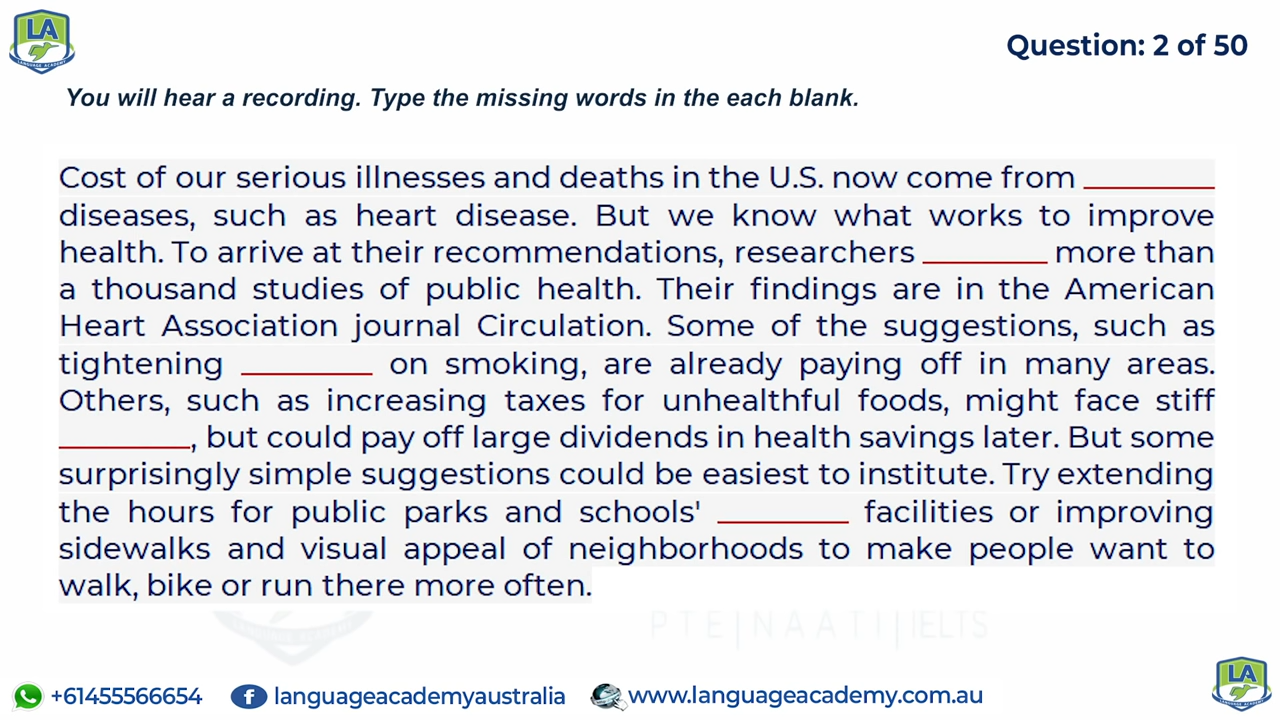 LA
LANGUAGE ACADEMY
Question: 2 of 50
You will hear a recording. Type the missing words in the each blank.
Cost of our serious illnesses and deaths in the U.S. now come from ________
diseases, such as heart disease. But we know what works to improve
health. To arrive at their recommendations, researchers ________ more than
a thousand studies of public health. Their findings are in the American
Heart Association journal Circulation. Some of the suggestions, such as
tightening ________ on smoking, are already paying off in many areas.
Others, such as increasing taxes for unhealthful foods, might face stiff
________, but could pay off large dividends in health savings later. But some
surprisingly simple suggestions could be easiest to institute. Try extending
the hours for public parks and schools' ________ facilities or improving
sidewalks and visual appeal of neighborhoods to make people want to
walk, bike or run there more often.
PTE|NAATI|IELTS
+61455566654 languageacademyaustralia www.languageacademy.com.au
LA